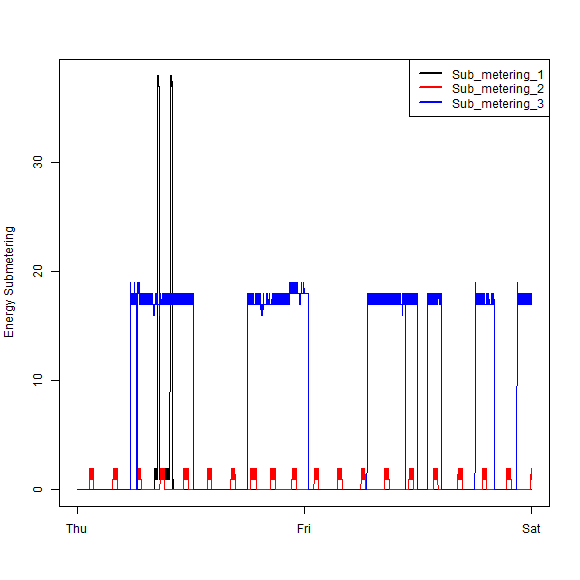 Sub_metering_1
Sub_metering_2
Sub_metering_3
Energy Submetering
30
20
10
0
Thu Fri Sat